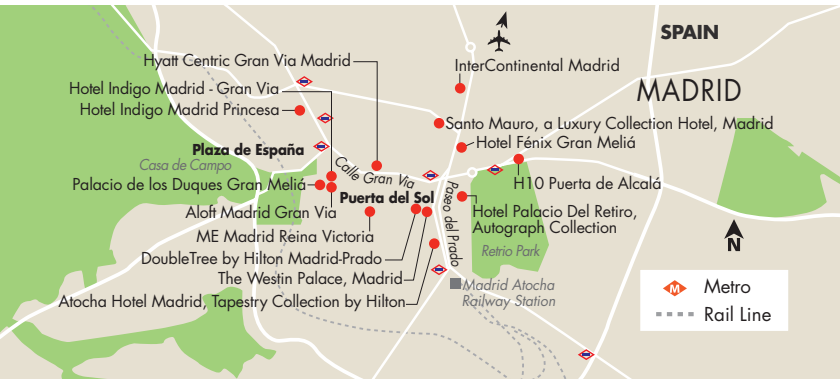 SPAIN
Hyatt Centric Gran Via Madrid
InterContinental Madrid
Hotel Indigo Madrid - Gran Via
MADRID
Hotel Indigo Madrid Princesa
Santo Mauro, a Luxury Collection Hotel, Madrid
Hotel Fénix Gran Meliá
Plaza de España
Casa de Campo
Calle Gran Via
Palacio de los Duques Gran Meliá
H10 Puerta de Alcalá
Puerta del Sol
Paseo del Prado
Aloft Madrid Gran Via
Hotel Palacio Del Retiro,
Autograph Collection
ME Madrid Reina Victoria
Retrio Park
DoubleTree by Hilton Madrid-Prado
N
The Westin Palace, Madrid
Madrid Atocha
Railway Station
Atocha Hotel Madrid, Tapestry Collection by Hilton
M
Metro
Rail Line